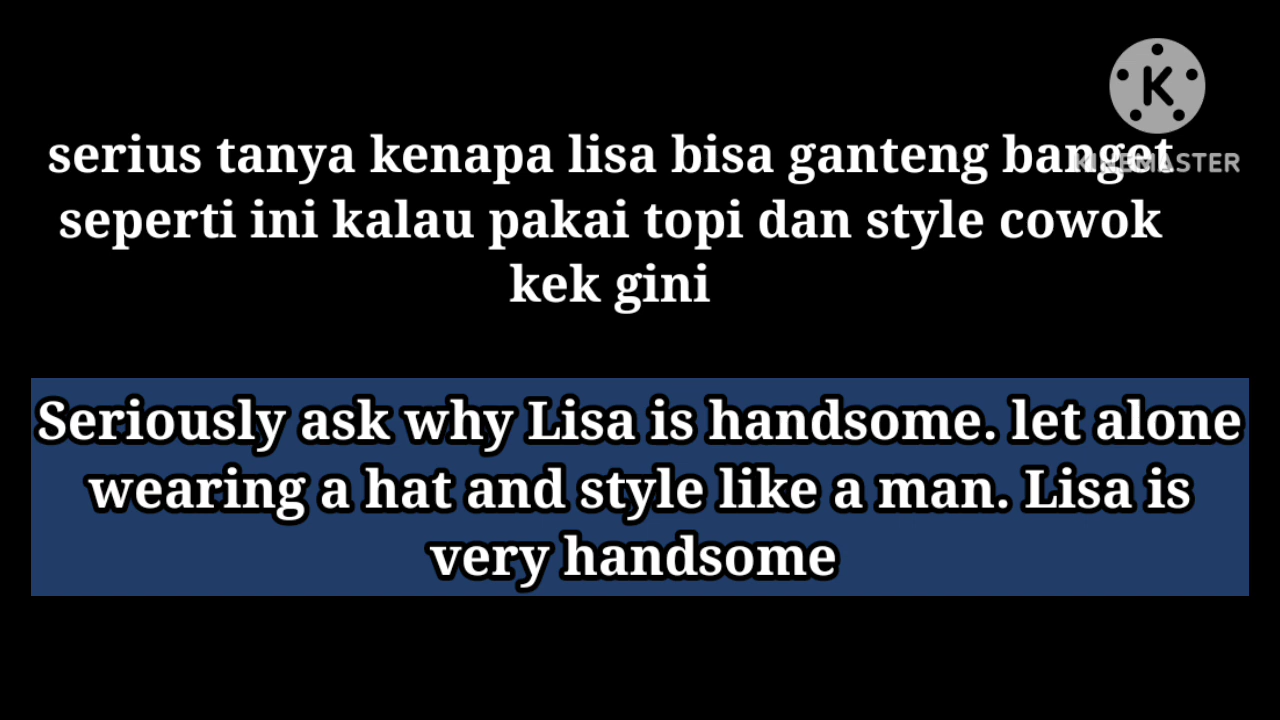 serius tanya kenapa lisa bisa ganteng banget
KINEMASTER
seperti ini kalau pakai topi dan style cowok
kek gini
Seriously ask why Lisa is handsome. let alone
wearing a hat and style like a man. Lisa is
very handsome